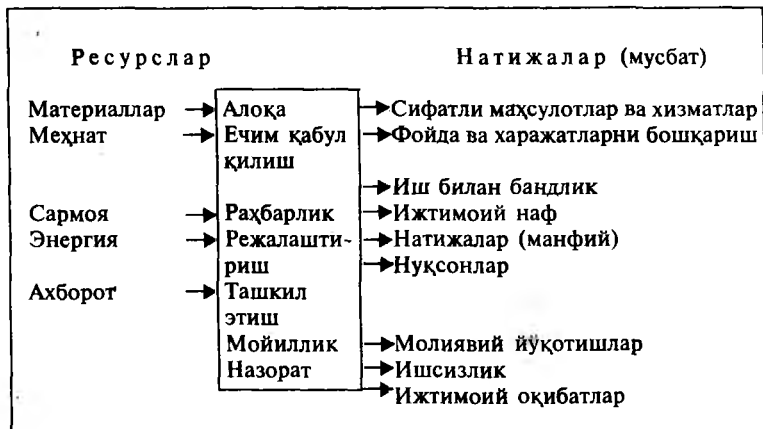 Ресурслар Натижалар (мусбат)
Материаллар Алоқа Сифатли маҳсулотлар ва хизматлар
Меҳнат Ечим қабул Фойда ва харажатларни бошқариш
қилиш
Иш билан бандлик
Сармоя Раҳбарлик Ижтимоий наф
Энергия Режалашти- Натижалар (манфий)
риш Нуқсонлар
Ахборот Ташкил
этиш
Мойиллик Молиявий йўқотишлар
Назорат Ишсизлик
Ижтимоий оқибатлар